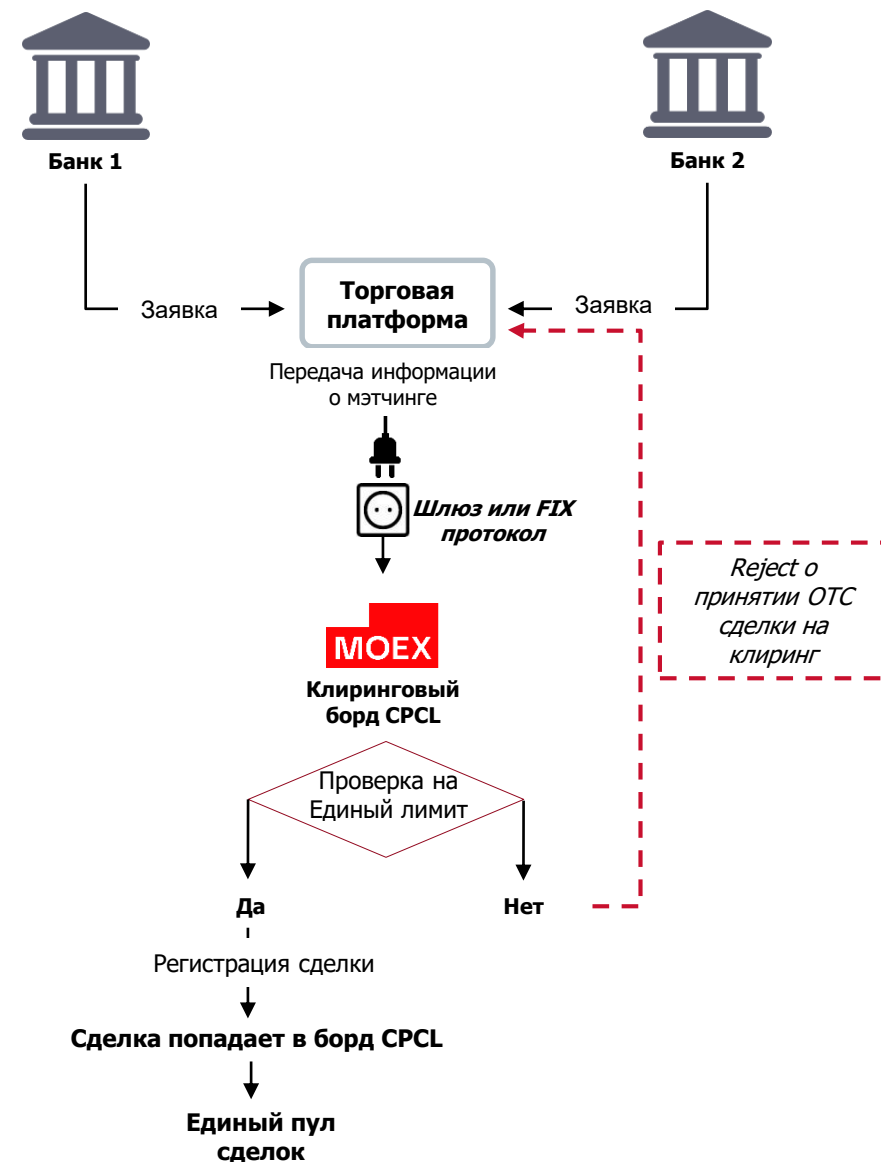 Банк 1
Банк 2
Заявка
Торговая
платформа
Заявка
Передача информации
о мэтчинге
Шлюз или FIX
протокол
Reject о
принятии ОТС
сделки на
клиринг
MOEX
Клиринговый
борд CPCL
Проверка на
Единый лимит
Да
Нет
Регистрация сделки
Сделка попадает в борд CPCL
Единый пул
сделок